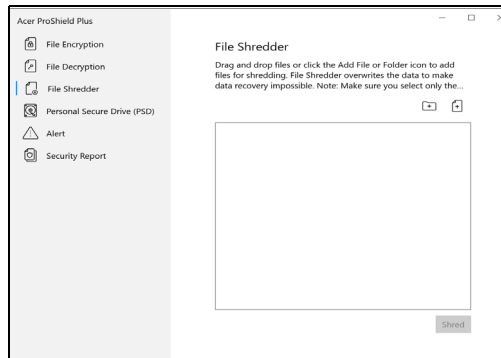 Acer ProShield Plus
File Encryption
File Decryption
File Shredder
Personal Secure Drive (PSD)
Alert
Security Report
File Shredder
Drag and drop files or click the Add File or Folder icon to add
files for shredding. File Shredder overwrites the data to make
data recovery impossible. Note: Make sure you select only the...
Shred